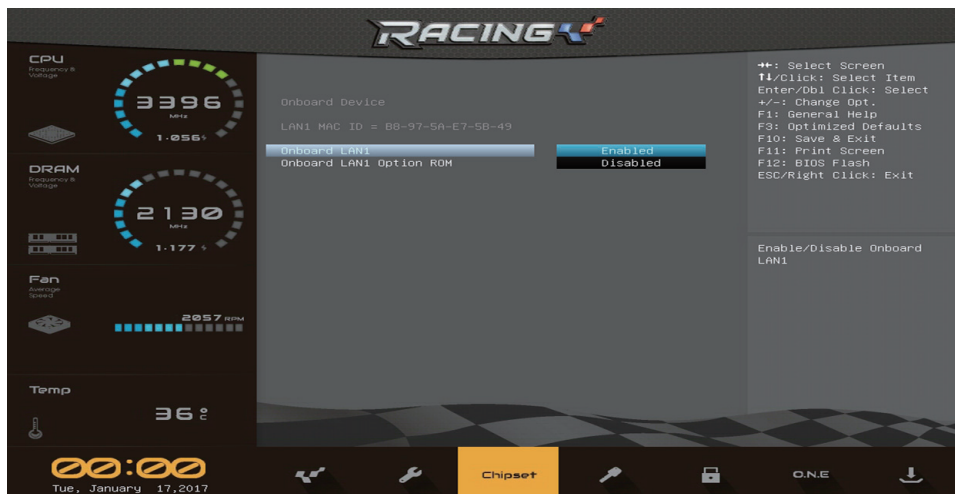 RACING
CPU
Frequency &
Voltage
3396
MHz
1.056
DRAM
Frequency &
Voltage
2130
MHz
1.177
Fan
Average
Speed
2057 RPM
Temp
36 °C
Onboard Device
LAN1 MAC ID = B8-97-5A-E7-5B-49
Onboard LAN1 Enabled
Onboard LAN1 Option ROM Disabled
→←: Select Screen
↑↓/Click: Select Item
Enter/Dbl Click: Select
+/-: Change Opt.
F1: General Help
F3: Optimized Defaults
F10: Save & Exit
F11: Print Screen
F12: BIOS Flash
ESC/Right Click: Exit
Enable/Disable Onboard
LAN1
00:00
Tue, January 17,2017
Chipset
O.N.E